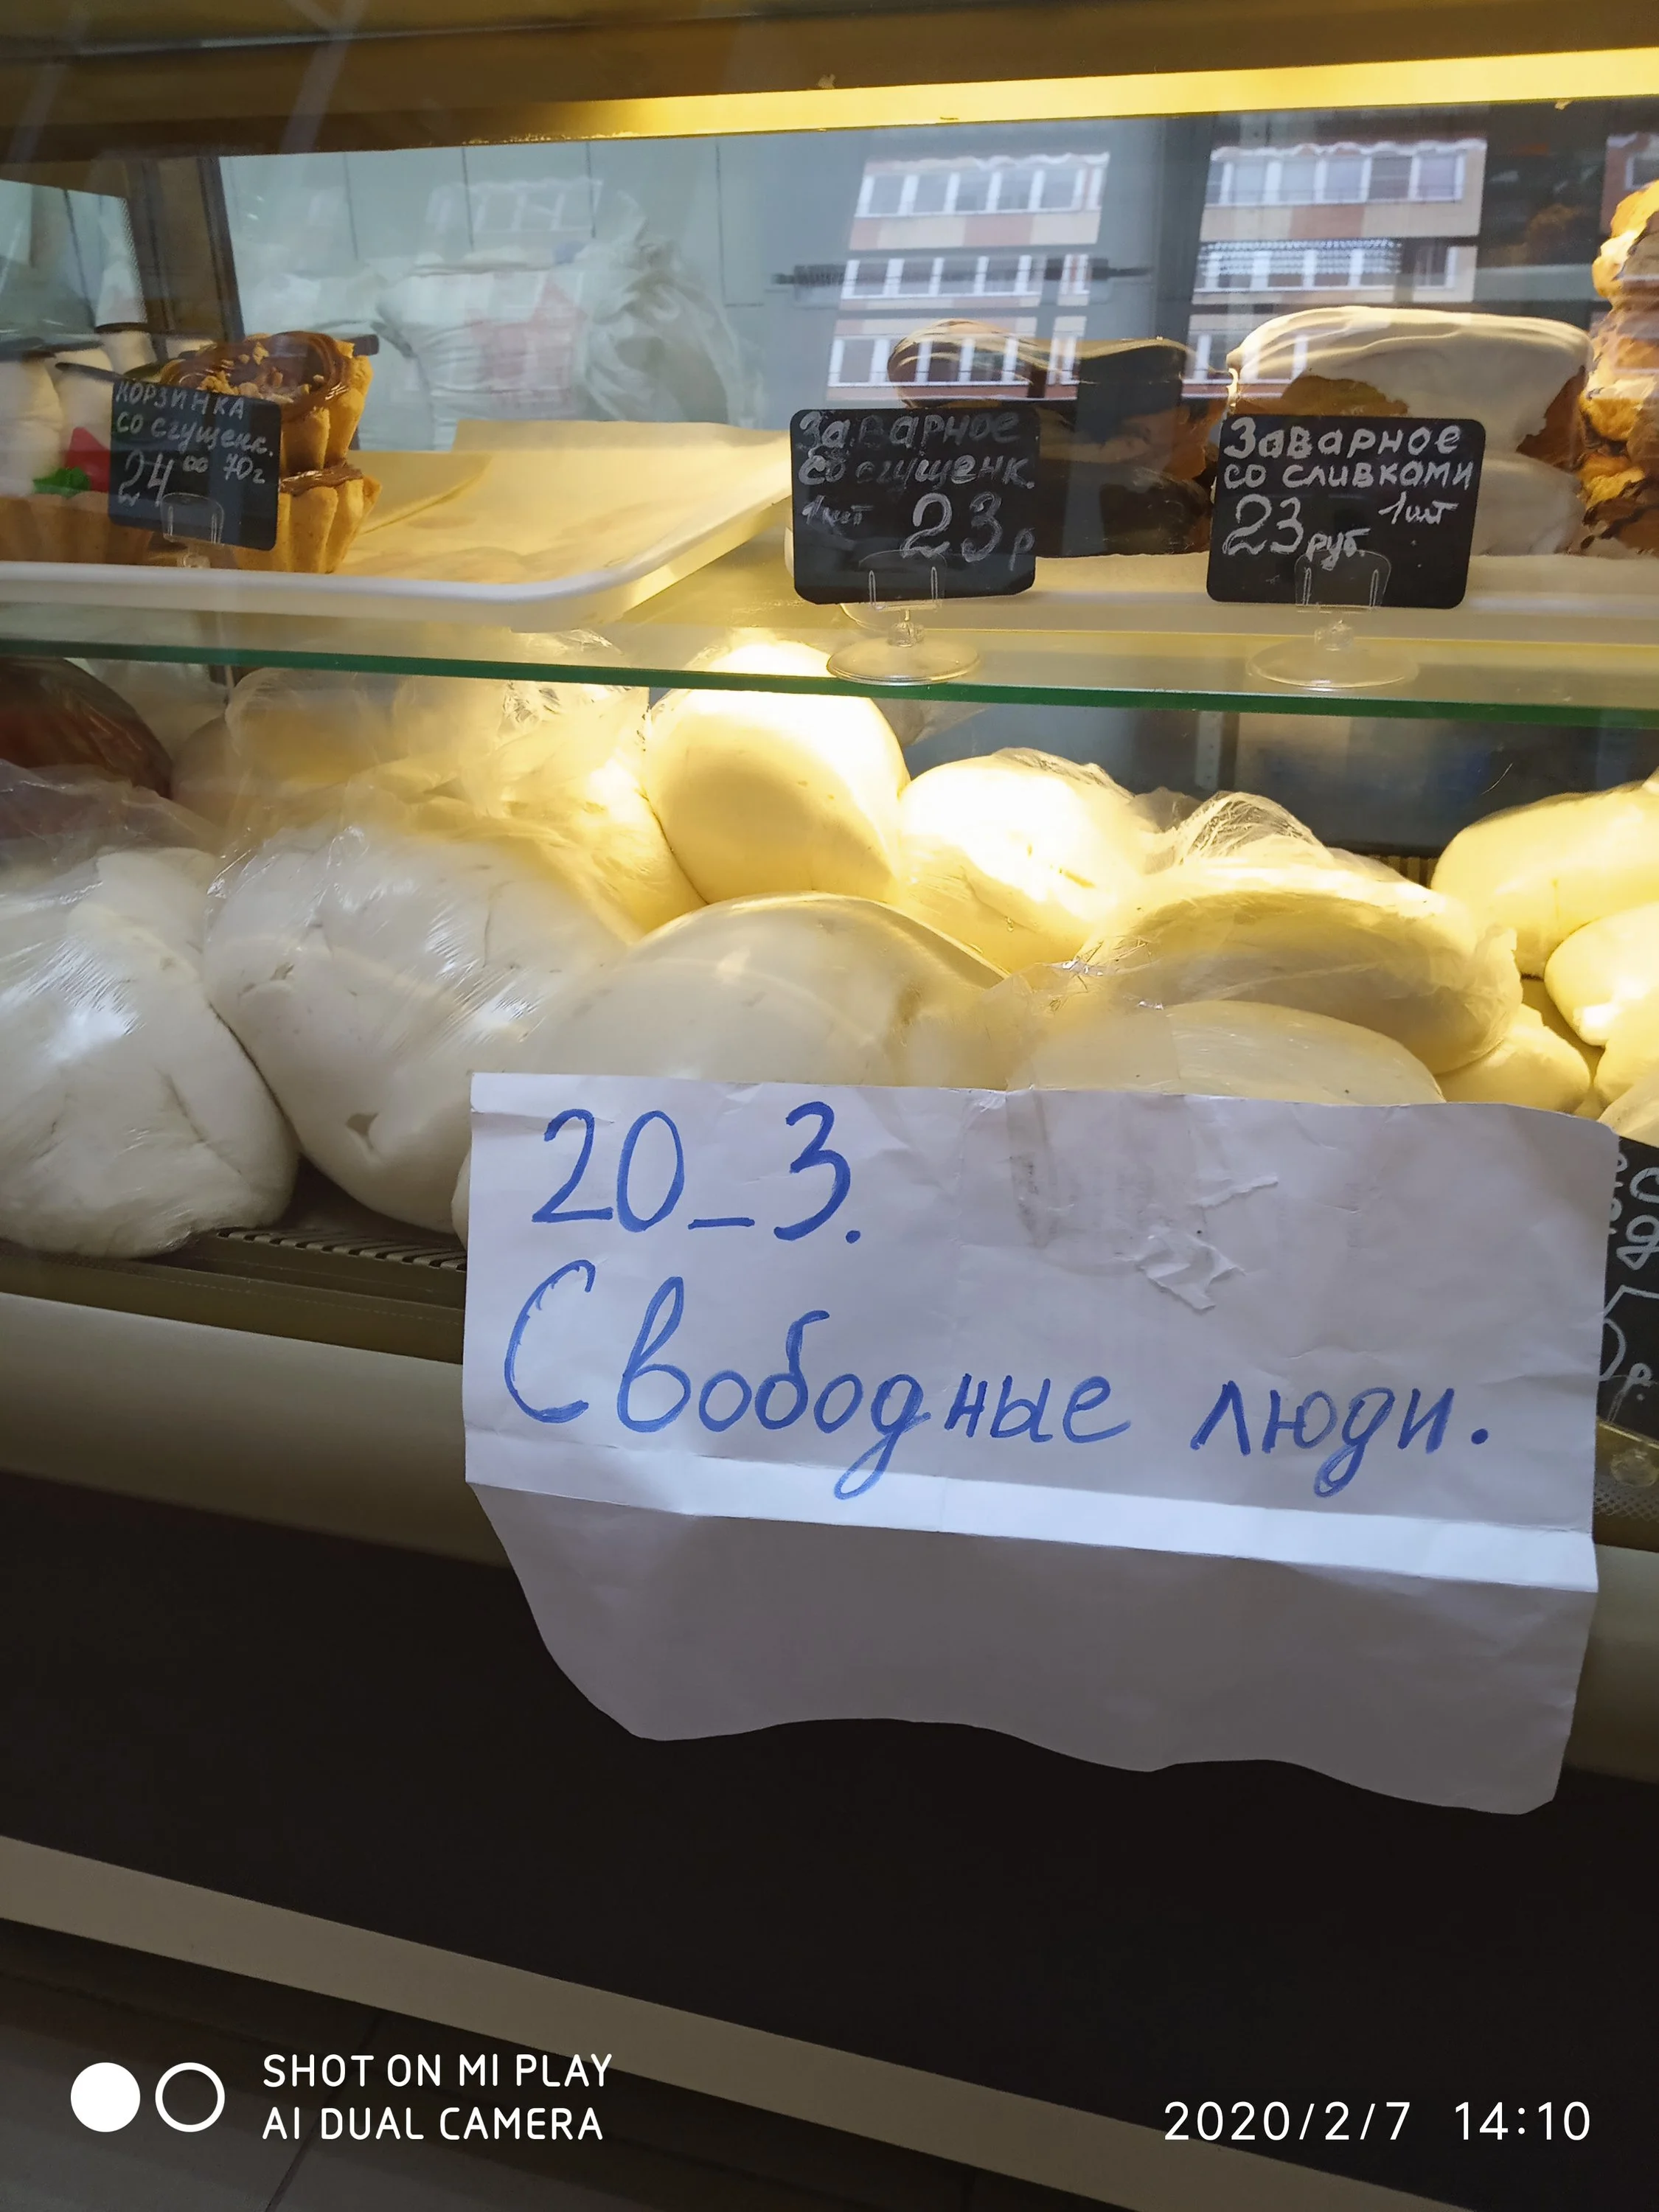 КОРЗИНКА
со сгущенк.
24⁰⁰ 70г
Заварное
со сгущенк.
1шт 23р
Заварное
со сливками
23руб. 1шт
20_3.
Свободные люди.
SHOT ON MI PLAY
AI DUAL CAMERA
2020/2/7 14:10